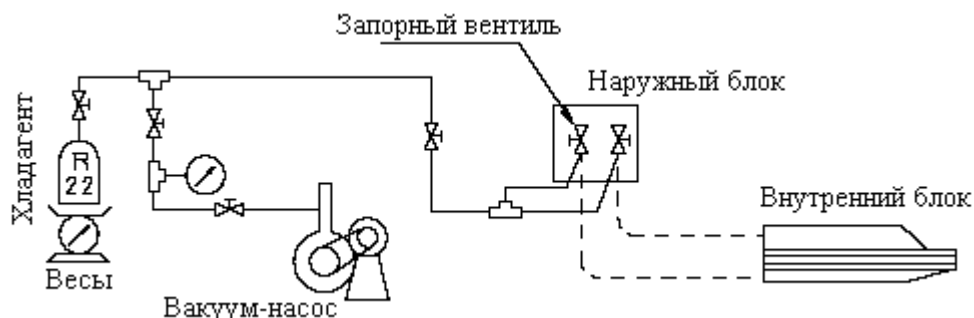 Запорный вентиль
Наружный блок
Хладагент
R
22
Внутренний блок
Весы
Вакуум-насос